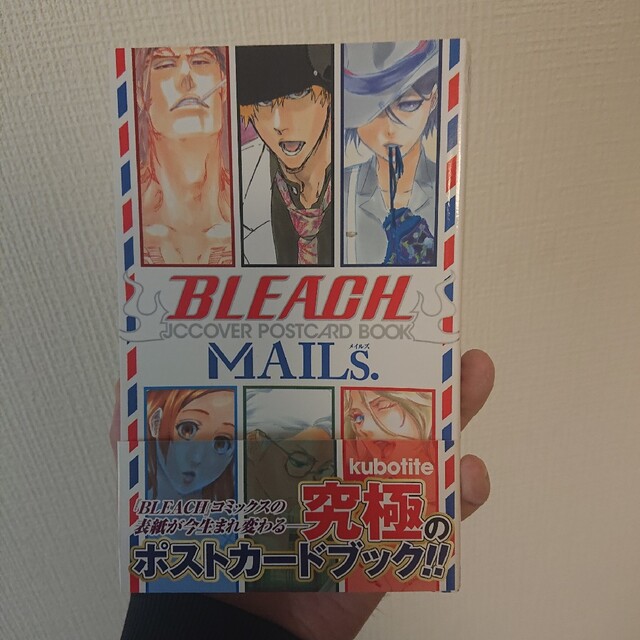 BLEACH
JCCOVER POSTCARD BOOK
MAILs.
メイルズ
kubotite
「BLEACH」コミックスの
表紙が今生まれ変わる──究極の
ポストカードブック!!